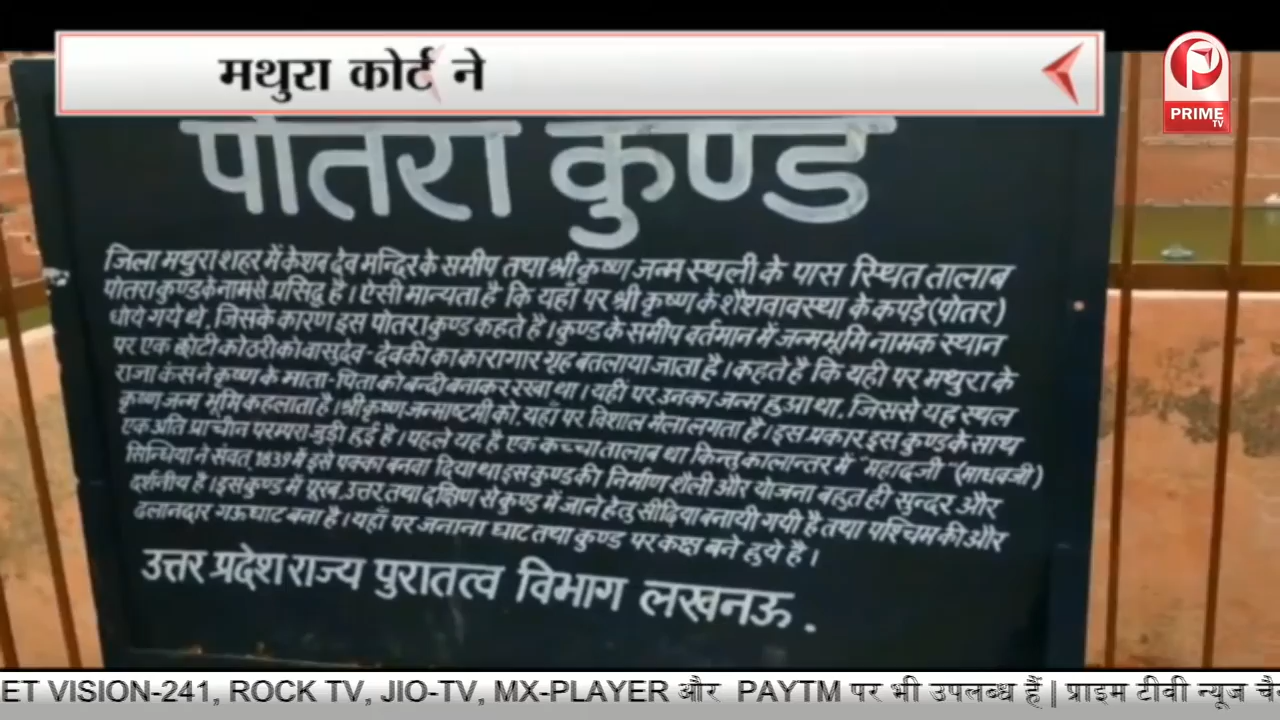 मथुरा कोर्ट ने
PRIME
TV
पोतरा कुण्ड
जिला मथुरा शहर में केशव देव मन्दिर के समीप तथा श्री कृष्ण जन्म स्थली के पास स्थित तालाब
पोतरा कुण्ड के नाम से प्रसिद्ध है। ऐसी मान्यता है कि यहाँ पर श्री कृष्ण के शैशवावस्था के कपड़े (पोतर)
धोये गये थे, जिसके कारण इस पोतरा कुण्ड कहते है। कुण्ड के समीप वर्तमान में जन्मभूमि नामक स्थान
पर एक छोटी कोठरी को वासुदेव-देवकी का कारागार गृह बतलाया जाता है। कहते है कि यही पर मथुरा के
राजा कंस ने कृष्ण के माता-पिता को बन्दी बनाकर रखा था। यहीं पर उनका जन्म हुआ था, जिससे यह स्थल
कृष्ण जन्म भूमि कहलाता है। श्री कृष्ण जन्माष्टमी को, यहाँ पर विशाल मेला लगता है। इस प्रकार इस कुण्ड के साथ
एक अति प्राचीन परम्परा जुड़ी हुई है। पहले यह है एक कच्चा तालाब था किन्तु कालान्तर में "महादजी" (माधवजी)
सिन्धिया ने संवत् 1839 में इसे पक्का बनवा दिया था इस कुण्ड की निर्माण शैली और योजना बहुत ही सुन्दर और
दर्शनीय है। इस कुण्ड में पूरब, उत्तर तथा दक्षिण से कुण्ड में जाने हेतु सीढ़िया बनायी गयी है तथा पश्चिम की और
ढलानदार गऊघाट बना है। यहाँ पर जनाना घाट तथा कुण्ड पर कक्ष बने हुये है।
उत्तर प्रदेश राज्य पुरातत्व विभाग लखनऊ.
ET VISION-241, ROCK TV, JIO-TV, MX-PLAYER और PAYTM पर भी उपलब्ध हैं | प्राइम टीवी न्यूज